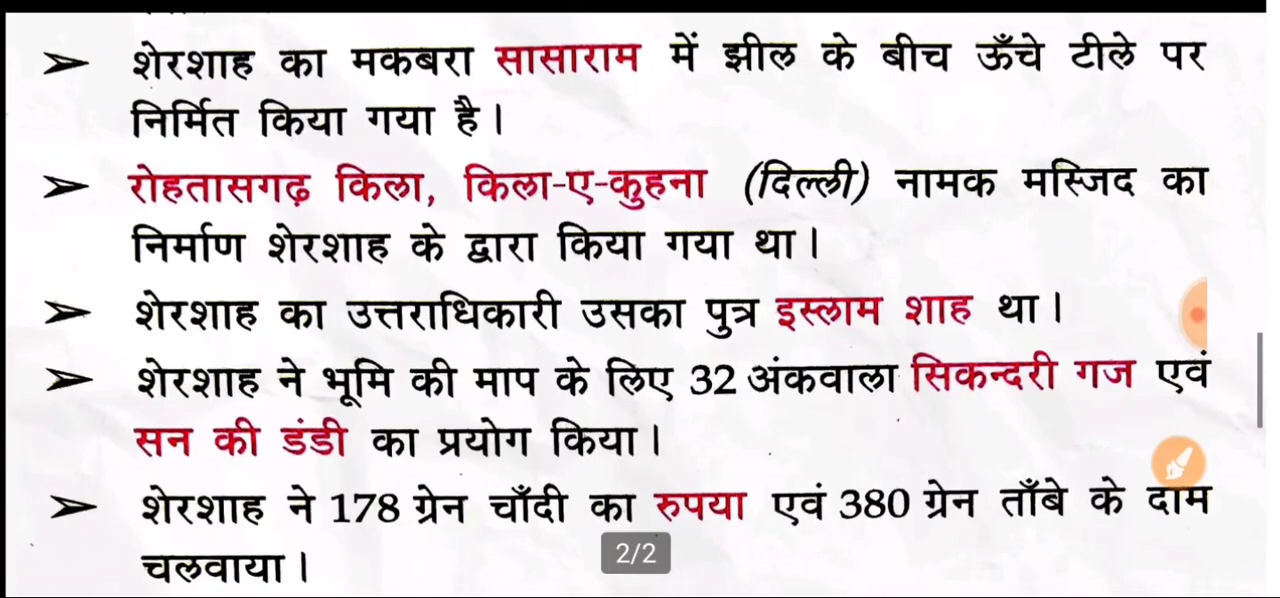 ➢ शेरशाह का मकबरा सासाराम में झील के बीच ऊँचे टीले पर
निर्मित किया गया है।
➢ रोहतासगढ़ किला, किला-ए-कुहना (दिल्ली) नामक मस्जिद का
निर्माण शेरशाह के द्वारा किया गया था।
➢ शेरशाह का उत्तराधिकारी उसका पुत्र इस्लाम शाह था।
➢ शेरशाह ने भूमि की माप के लिए 32 अंकवाला सिकन्दरी गज एवं
सन की डंडी का प्रयोग किया।
➢ शेरशाह ने 178 ग्रेन चाँदी का रुपया एवं 380 ग्रेन ताँबे के दाम
चलवाया।
2/2